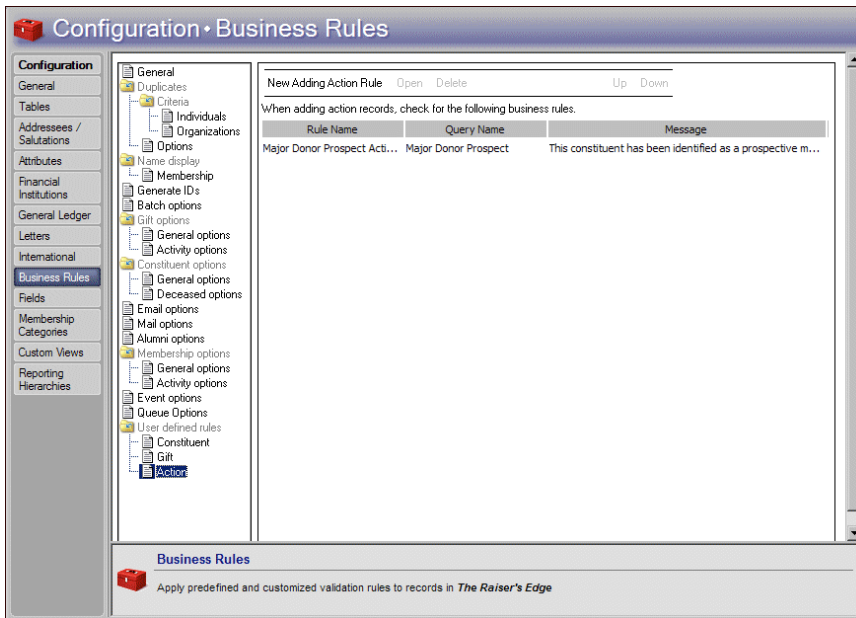 Configuration • Business Rules
Configuration
General
Tables
Addressees /
Salutations
Attributes
Financial
Institutions
General Ledger
Letters
International
Business Rules
Fields
Membership
Categories
Custom Views
Reporting
Hierarchies
General
Duplicates
Criteria
Individuals
Organizations
Options
Name display
Membership
Generate IDs
Batch options
Gift options
General options
Activity options
Constituent options
General options
Deceased options
Email options
Mail options
Alumni options
Membership options
General options
Activity options
Event options
Queue Options
User defined rules
Constituent
Gift
Action
New Adding Action Rule Open Delete Up Down
When adding action records, check for the following business rules.
Rule Name Query Name Message
Major Donor Prospect Acti... Major Donor Prospect This constituent has been identified as a prospective m...
Business Rules
Apply predefined and customized validation rules to records in The Raiser's Edge